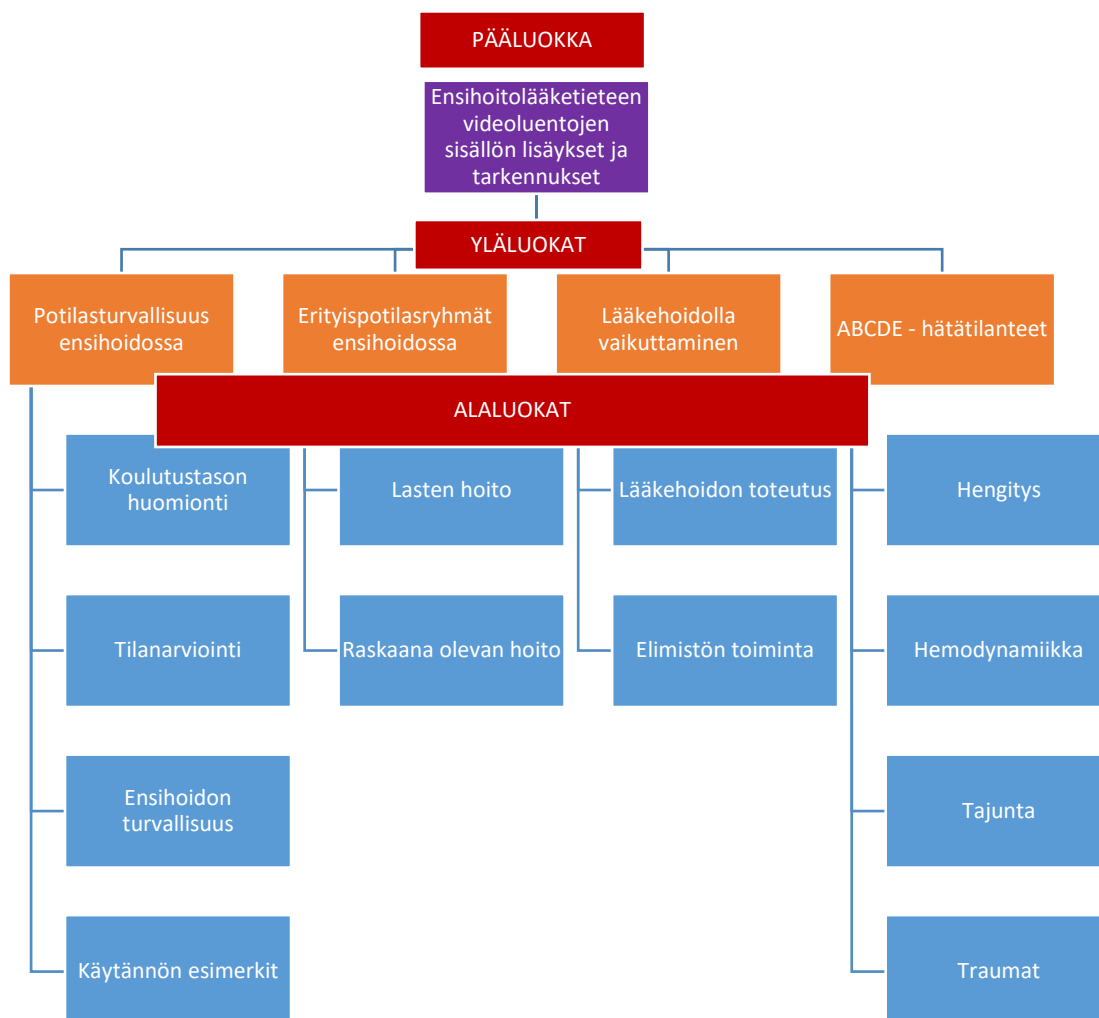 PÄÄLUOKKA
Ensihoitolääketieteen
videoluentojen
sisällön lisäykset ja
tarkennukset
YLÄLUOKAT
Potilasturvallisuus
ensihoidossa
Erityispotilasryhmät
ensihoidossa
Lääkehoidolla
vaikuttaminen
ABCDE - hätätilanteet
ALALUOKAT
Koulutustason
huomionti
Lasten hoito
Lääkehoidon toteutus
Hengitys
Tilanarviointi
Raskaana olevan hoito
Elimistön toiminta
Hemodynamiikka
Ensihoidon
turvallisuus
Tajunta
Käytännön esimerkit
Traumat